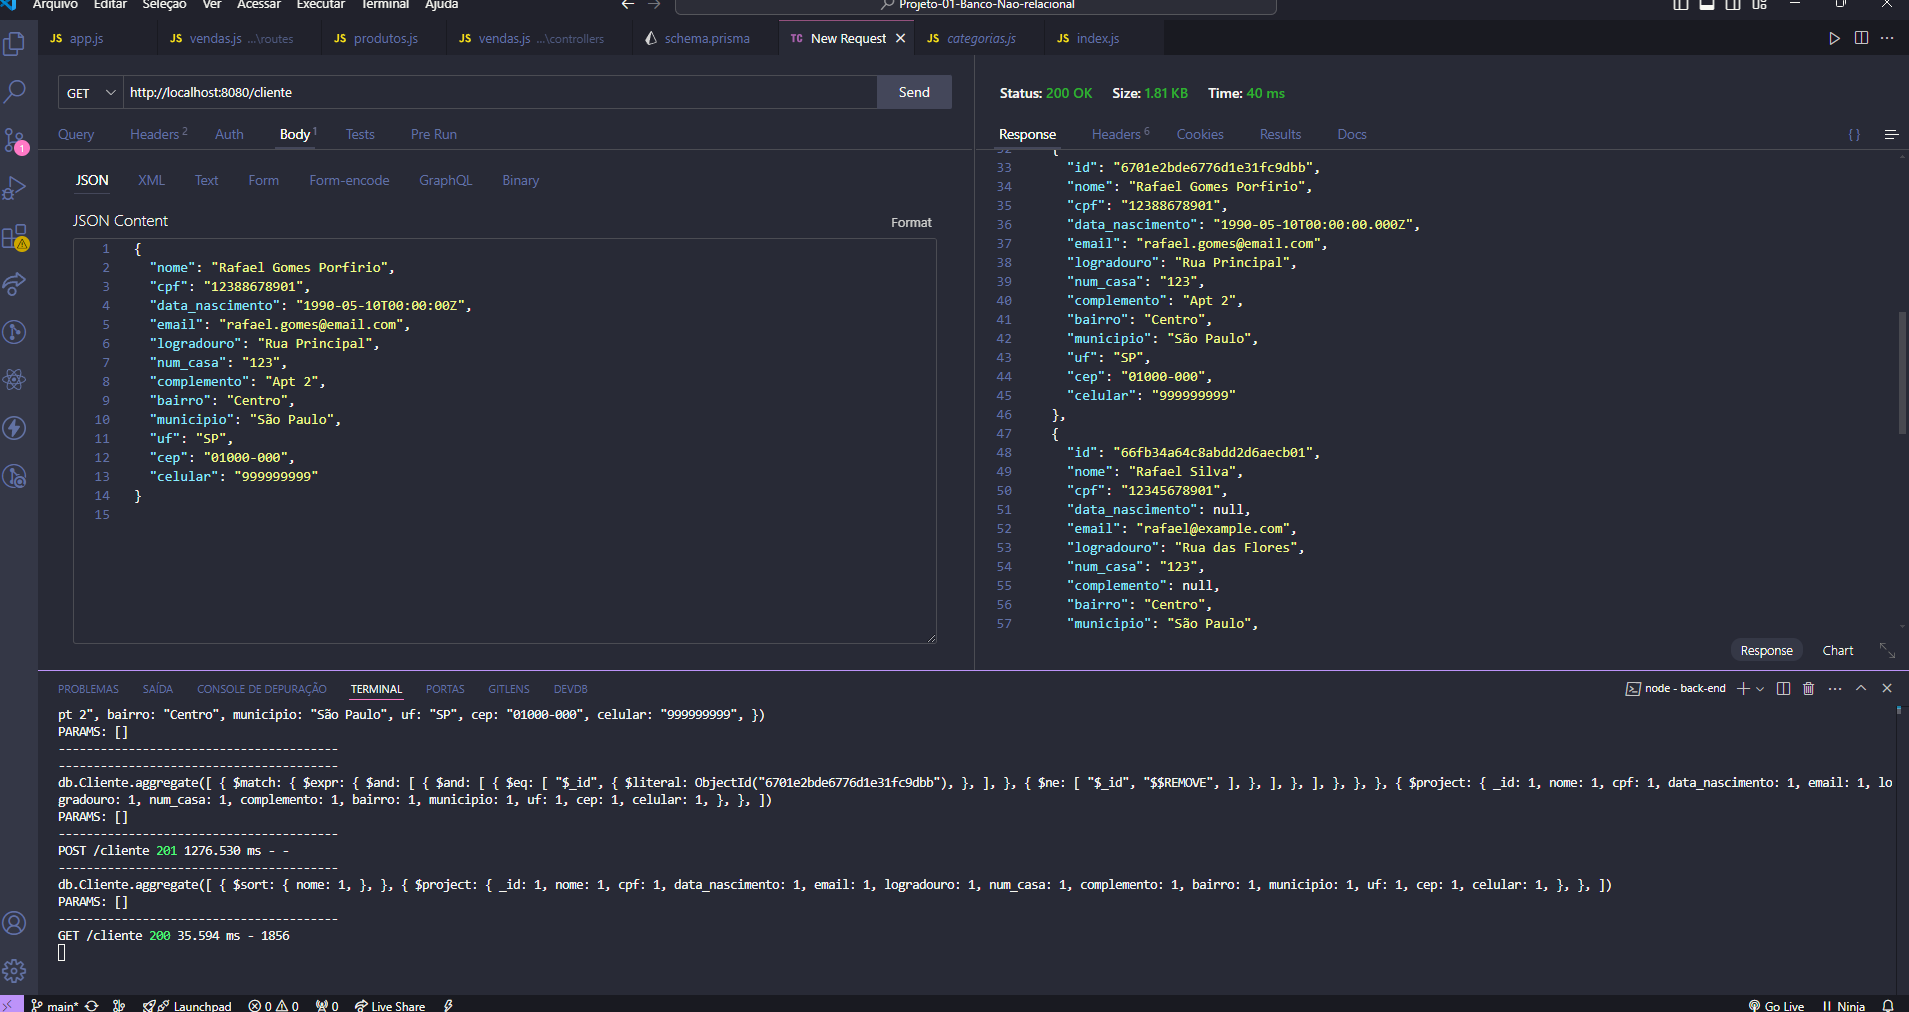 Arquivo Editar Seleção Ver Acessar Executar Terminal Ajuda
Projeto-01-Banco-Nao-relacional
JS app.js
JS vendas.js ...\routes
JS produtos.js
JS vendas.js ...\controllers
schema.prisma
TC New Request
JS categorias.js
JS index.js
GET
http://localhost:8080/cliente
Send
Query Headers 2 Auth Body 1 Tests Pre Run
JSON XML Text Form Form-encode GraphQL Binary
JSON Content
Format
1 {
2 "nome": "Rafael Gomes Porfirio",
3 "cpf": "12388678901",
4 "data_nascimento": "1990-05-10T00:00:00Z",
5 "email": "rafael.gomes@email.com",
6 "logradouro": "Rua Principal",
7 "num_casa": "123",
8 "complemento": "Apt 2",
9 "bairro": "Centro",
10 "municipio": "São Paulo",
11 "uf": "SP",
12 "cep": "01000-000",
13 "celular": "999999999"
14 }
15
Status: 200 OK Size: 1.81 KB Time: 40 ms
Response Headers 6 Cookies Results Docs
{ }
32 {
33 "id": "6701e2bde6776d1e31fc9dbb",
34 "nome": "Rafael Gomes Porfirio",
35 "cpf": "12388678901",
36 "data_nascimento": "1990-05-10T00:00:00.000Z",
37 "email": "rafael.gomes@email.com",
38 "logradouro": "Rua Principal",
39 "num_casa": "123",
40 "complemento": "Apt 2",
41 "bairro": "Centro",
42 "municipio": "São Paulo",
43 "uf": "SP",
44 "cep": "01000-000",
45 "celular": "999999999"
46 },
47 {
48 "id": "66fb34a64c8abdd2d6aecb01",
49 "nome": "Rafael Silva",
50 "cpf": "12345678901",
51 "data_nascimento": null,
52 "email": "rafael@example.com",
53 "logradouro": "Rua das Flores",
54 "num_casa": "123",
55 "complemento": null,
56 "bairro": "Centro",
57 "municipio": "São Paulo",
Response Chart
PROBLEMAS SAÍDA CONSOLE DE DEPURAÇÃO TERMINAL PORTAS GITLENS DEVDB
node - back-end
pt 2", bairro: "Centro", municipio: "São Paulo", uf: "SP", cep: "01000-000", celular: "999999999", })
PARAMS: []
----------------------------------------
----------------------------------------
db.Cliente.aggregate([ { $match: { $expr: { $and: [ { $and: [ { $eq: [ "$_id", { $literal: ObjectId("6701e2bde6776d1e31fc9dbb"), }, ], }, { $ne: [ "$_id", "$$REMOVE", ], }, ], }, ], }, }, }, { $project: { _id: 1, nome: 1, cpf: 1, data_nascimento: 1, email: 1, lo
gradouro: 1, num_casa: 1, complemento: 1, bairro: 1, municipio: 1, uf: 1, cep: 1, celular: 1, }, }, ])
PARAMS: []
----------------------------------------
POST /cliente 201 1276.530 ms - -
----------------------------------------
db.Cliente.aggregate([ { $sort: { nome: 1, }, }, { $project: { _id: 1, nome: 1, cpf: 1, data_nascimento: 1, email: 1, logradouro: 1, num_casa: 1, complemento: 1, bairro: 1, municipio: 1, uf: 1, cep: 1, celular: 1, }, }, ])
PARAMS: []
----------------------------------------
GET /cliente 200 35.594 ms - 1856
main* Launchpad 0 0 0 Live Share
Go Live Ninja
1